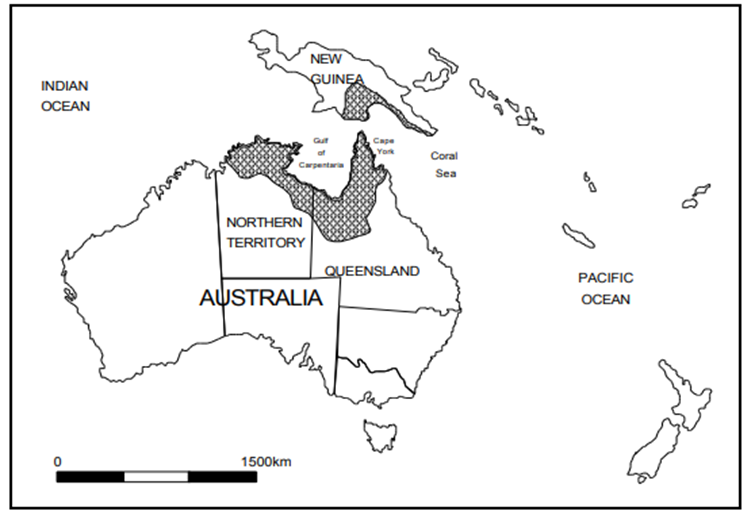 NEW
GUINEA
INDIAN
OCEAN
Gulf
of
Carpentaria
Cape
York
Coral
Sea
NORTHERN
TERRITORY
QUEENSLAND
AUSTRALIA
PACIFIC
OCEAN
0 1500km